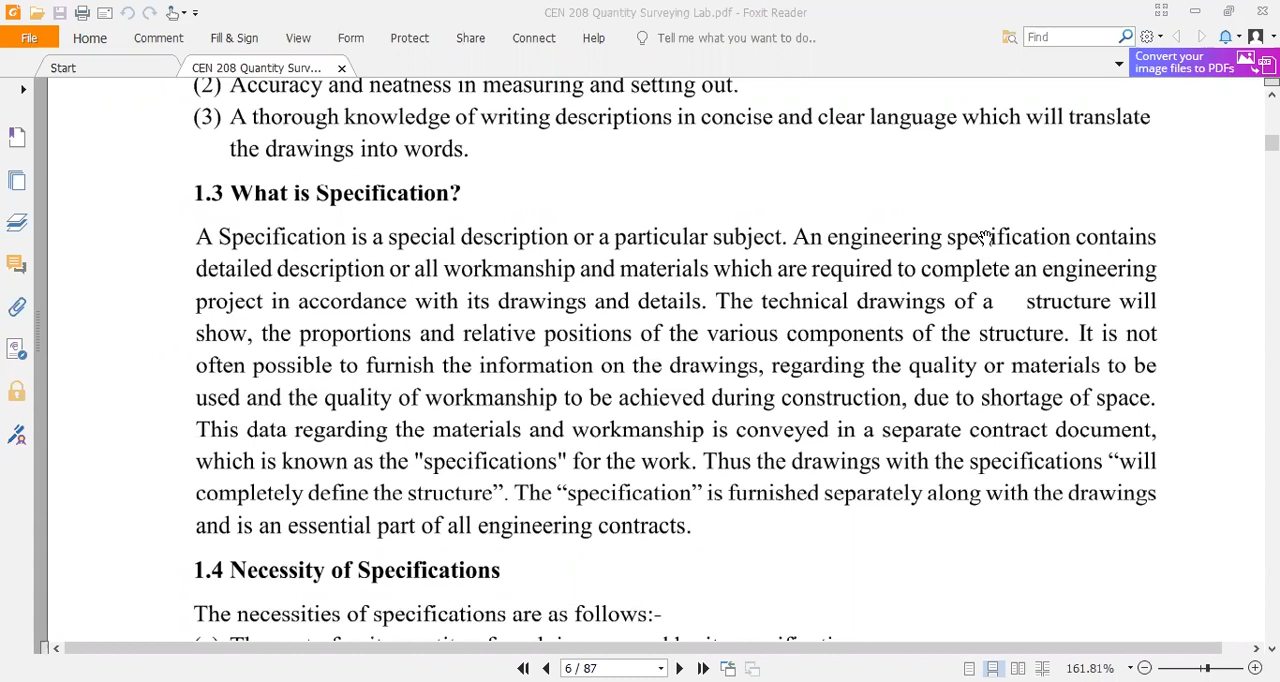 CEN 208 Quantity Surveying Lab.pdf - Foxit Reader
File Home Comment Fill & Sign View Form Protect Share Connect Help Tell me what you want to do.. Find
Start CEN 208 Quantity Surv...
Convert your
image files to PDFs
(2) Accuracy and neatness in measuring and setting out.
(3) A thorough knowledge of writing descriptions in concise and clear language which will translate
the drawings into words.
1.3 What is Specification?
A Specification is a special description or a particular subject. An engineering specification contains
detailed description or all workmanship and materials which are required to complete an engineering
project in accordance with its drawings and details. The technical drawings of a structure will
show, the proportions and relative positions of the various components of the structure. It is not
often possible to furnish the information on the drawings, regarding the quality or materials to be
used and the quality of workmanship to be achieved during construction, due to shortage of space.
This data regarding the materials and workmanship is conveyed in a separate contract document,
which is known as the "specifications" for the work. Thus the drawings with the specifications “will
completely define the structure”. The “specification” is furnished separately along with the drawings
and is an essential part of all engineering contracts.
1.4 Necessity of Specifications
The necessities of specifications are as follows:-
6 / 87
161.81%